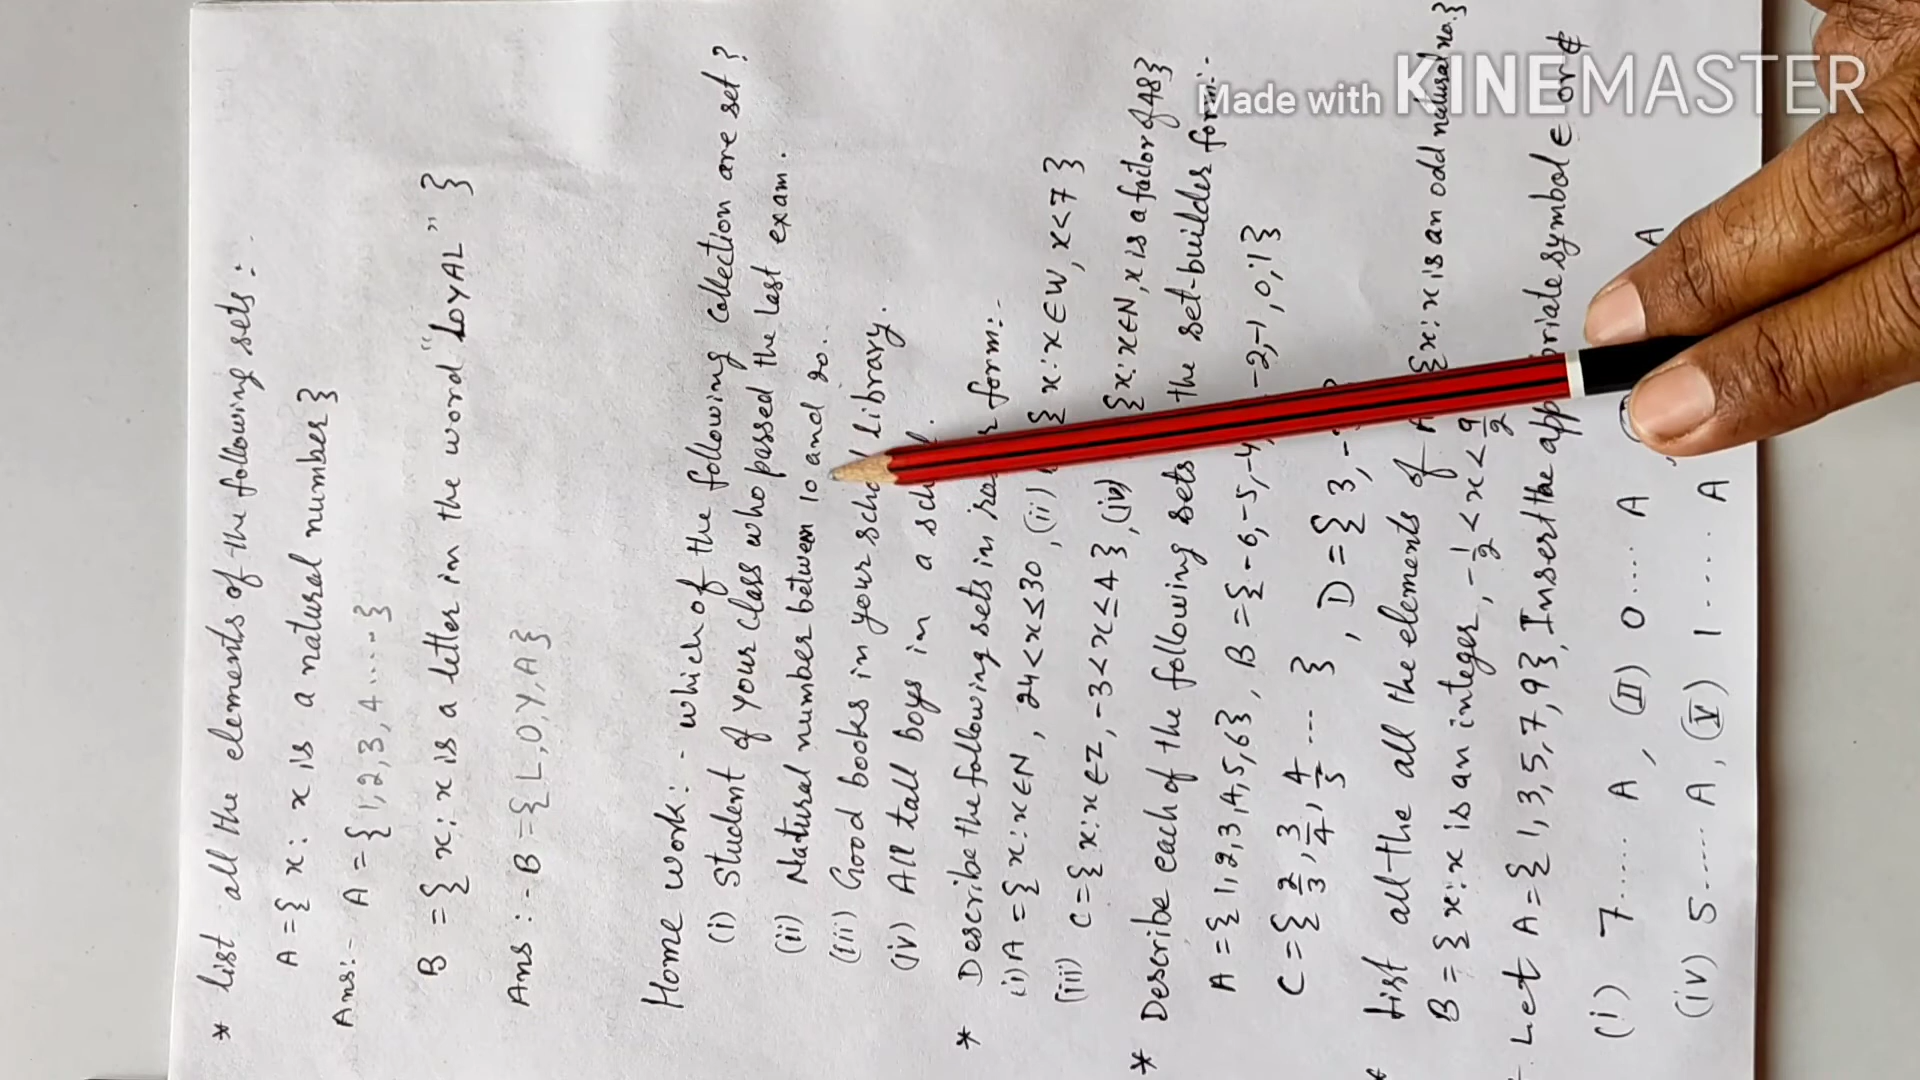 * List all the elements of the following sets:-
A = { x : x is a natural number }
Ans:- A = { 1, 2, 3, 4 ..... }
B = { x : x is a letter in the word "LOYAL" }
Ans:- B = { L, O, Y, A }
Home work:- which of the following collection are set?
(i) Student of your class who passed the last exam.
(ii) Natural number between 10 and 20.
(iii) Good books in your library.
(iv) All tall boys in a
* Describe the following sets in form:-
(i) A = { x : x ∈ N , 24 < x ≤ 30 , (ii) { x : x ∈ W , x < 7 }
(iii) C = { x : x ∈ Z , -3 < x ≤ 4 } , (iv) { x : x ∈ N , x is a factor of 48 }
* Describe each of the following sets the set-builder form:-
A = { 1, 2, 3, 4, 5, 6 } , B = { -6, -5, -4, -2, -1, 0, 1 }
C = { 2/3 , 3/4 , 4/5 ... } , D = { 3, -
List all the all the elements of A { x : x is an odd natural no. }
B = { x : x is an integer , -1/2 < x < 9/2
Let A = { 1, 3, 5, 7, 9 } , Insert the appropriate symbol ∈ or ∉
(i) 7 ...... A , (II) 0 .... A A
(iv) 5 ..... A , (V) 1 .... A
Made with KINEMASTER